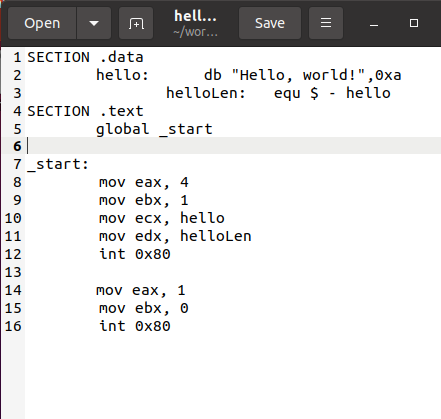 Open
hell...
~/wor...
Save
1 SECTION .data
2 hello: db "Hello, world!",0xa
3 helloLen: equ $ - hello
4 SECTION .text
5 global _start
6
7 _start:
8 mov eax, 4
9 mov ebx, 1
10 mov ecx, hello
11 mov edx, helloLen
12 int 0x80
13
14 mov eax, 1
15 mov ebx, 0
16 int 0x80